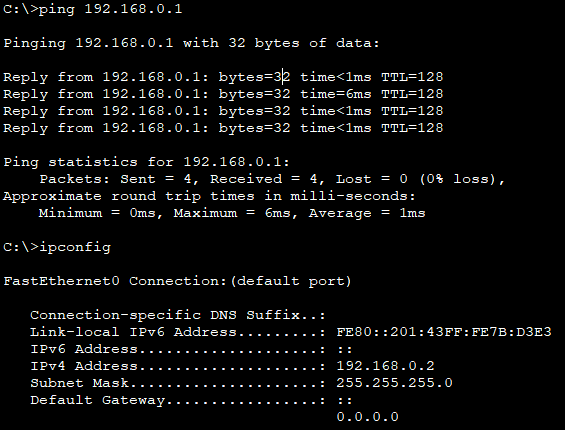 C:\>ping 192.168.0.1
Pinging 192.168.0.1 with 32 bytes of data:
Reply from 192.168.0.1: bytes=32 time<1ms TTL=128
Reply from 192.168.0.1: bytes=32 time=6ms TTL=128
Reply from 192.168.0.1: bytes=32 time<1ms TTL=128
Reply from 192.168.0.1: bytes=32 time<1ms TTL=128
Ping statistics for 192.168.0.1:
Packets: Sent = 4, Received = 4, Lost = 0 (0% loss),
Approximate round trip times in milli-seconds:
Minimum = 0ms, Maximum = 6ms, Average = 1ms
C:\>ipconfig
FastEthernet0 Connection:(default port)
Connection-specific DNS Suffix..:
Link-local IPv6 Address.........: FE80::201:43FF:FE7B:D3E3
IPv6 Address....................: ::
IPv4 Address....................: 192.168.0.2
Subnet Mask.....................: 255.255.255.0
Default Gateway.................: ::
0.0.0.0